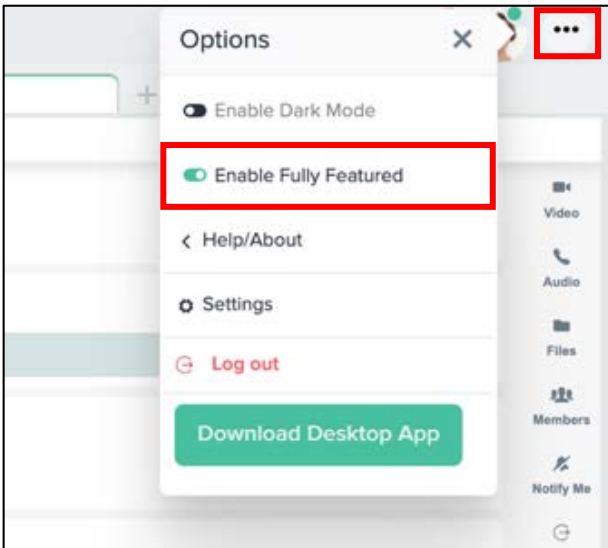 Options
Enable Dark Mode
Enable Fully Featured
Help/About
Settings
Log out
Download Desktop App
Video
Audio
Files
Members
Notify Me